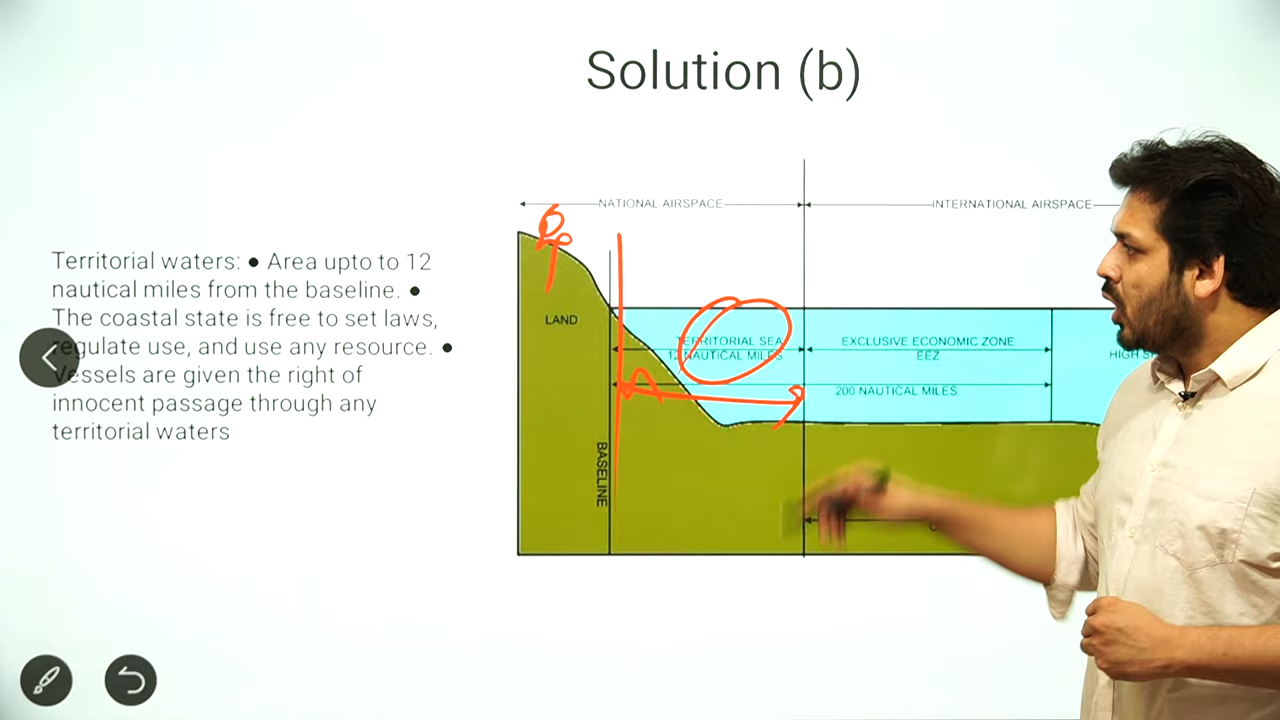 Solution (b)
Territorial waters: ● Area upto to 12
nautical miles from the baseline. ●
The coastal state is free to set laws,
regulate use, and use any resource. ●
Vessels are given the right of
innocent passage through any
territorial waters
NATIONAL AIRSPACE
INTERNATIONAL AIRSPACE
LAND
TERRITORIAL SEA
12 NAUTICAL MILES
EXCLUSIVE ECONOMIC ZONE
EEZ
HIGH
200 NAUTICAL MILES
BASELINE